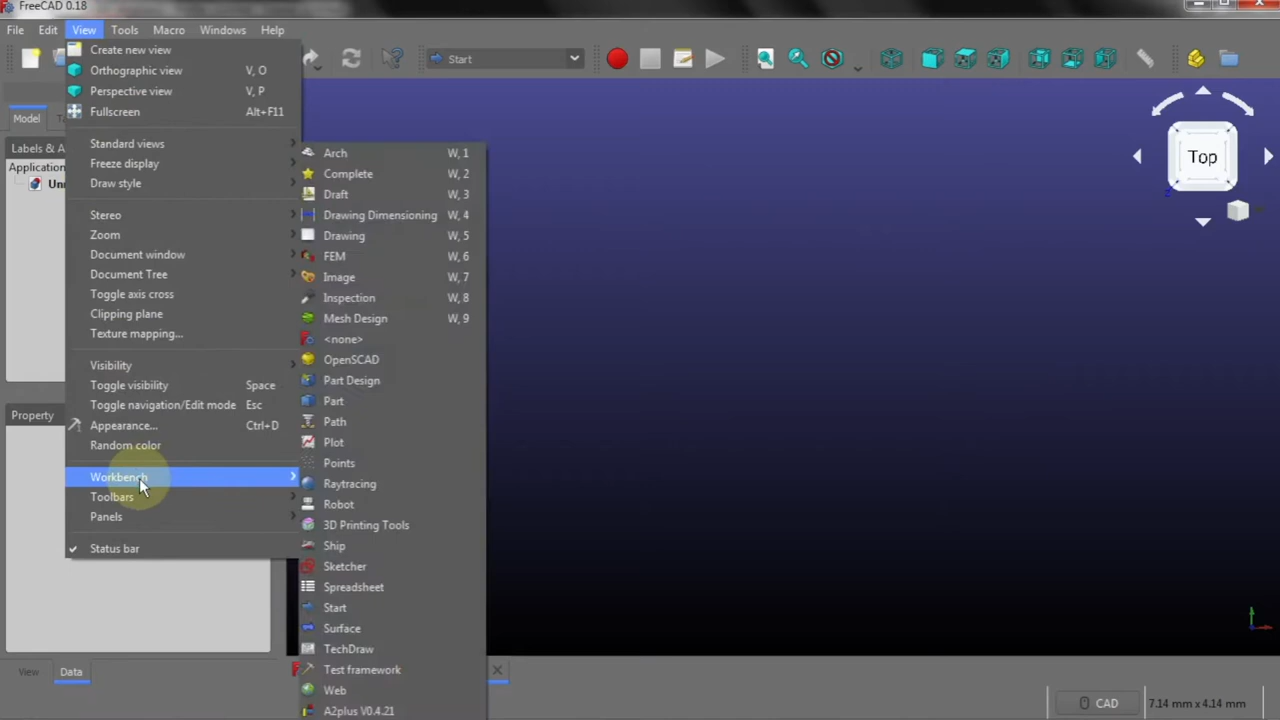 FreeCAD 0.18
File Edit View Tools Macro Windows Help
Start
Create new view
Orthographic view V, O
Perspective view V, P
Fullscreen Alt+F11
Standard views
Freeze display
Draw style
Stereo
Zoom
Document window
Document Tree
Toggle axis cross
Clipping plane
Texture mapping...
Visibility
Toggle visibility Space
Toggle navigation/Edit mode Esc
Appearance... Ctrl+D
Random color
Workbench
Toolbars
Panels
Status bar
Arch W, 1
Complete W, 2
Draft W, 3
Drawing Dimensioning W, 4
Drawing W, 5
FEM W, 6
Image W, 7
Inspection W, 8
Mesh Design W, 9
<none>
OpenSCAD
Part Design
Part
Path
Plot
Points
Raytracing
Robot
3D Printing Tools
Ship
Sketcher
Spreadsheet
Start
Surface
TechDraw
Test framework
Web
A2plus V0.4.21
Model
Labels & A
Application
Un
Property
View Data
Top
CAD 7.14 mm x 4.14 mm